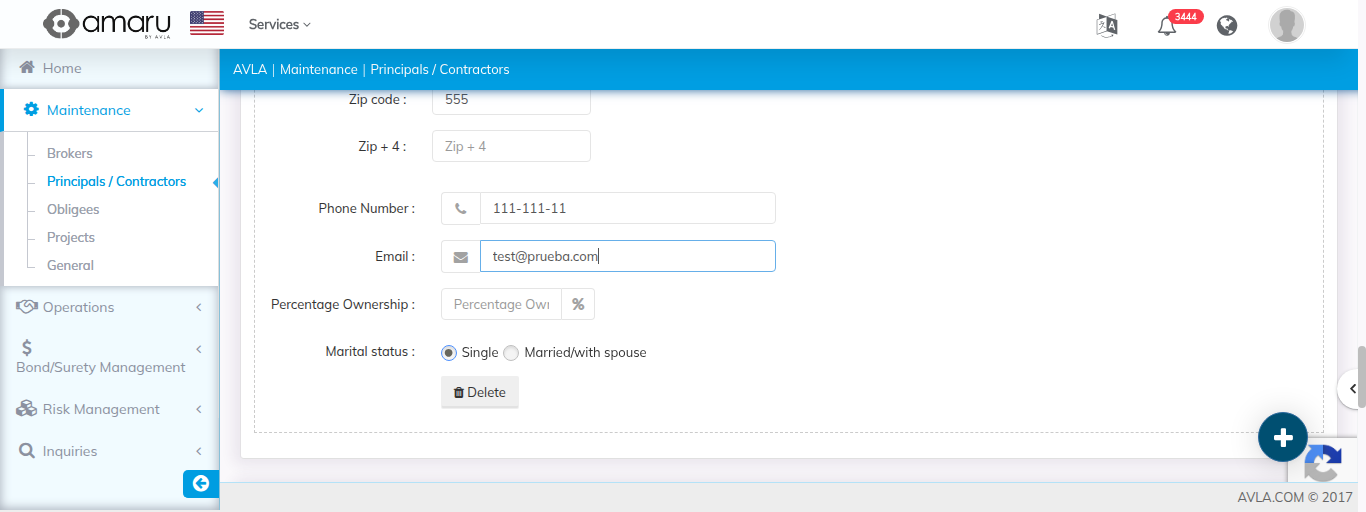 amaru
BY AVLA
Services
3444
Home
AVLA | Maintenance | Principals / Contractors
Maintenance
Brokers
Principals / Contractors
Obligees
Projects
General
Operations
Bond/Surety Management
Risk Management
Inquiries
Zip code :
555
Zip + 4 :
Zip + 4
Phone Number :
111-111-11
Email :
test@prueba.com
Percentage Ownership :
Percentage Owı
%
Marital status :
Single
Married/with spouse
Delete
AVLA.COM © 2017